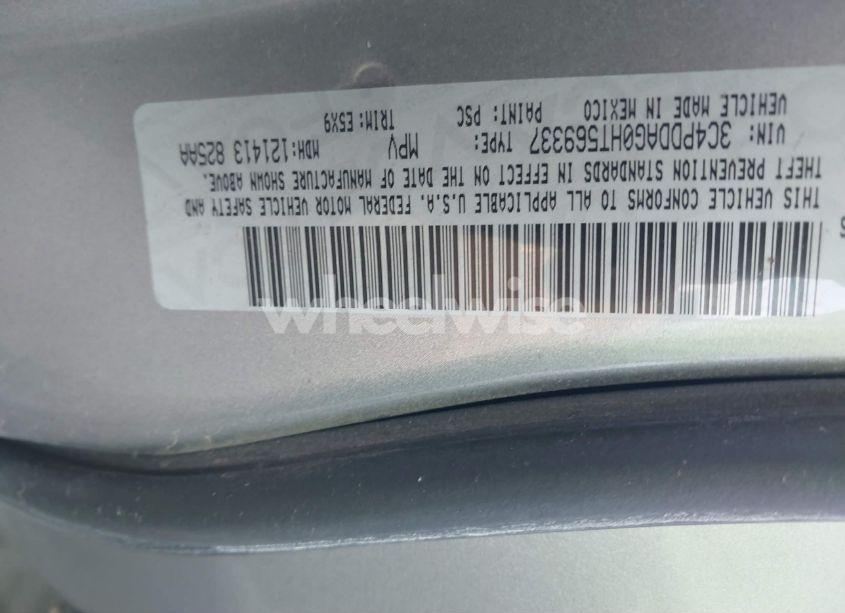 THIS VEHICLE CONFORMS TO ALL APPLICABLE U.S.A. FEDERAL MOTOR VEHICLE SAFETY AND
THEFT PREVENTION STANDARDS IN EFFECT ON THE DATE OF MANUFACTURE SHOWN ABOVE.
VIN: 3C4PDDAG0HT569337 TYPE: MPV MDH:121413 825AA
VEHICLE MADE IN MEXICO PAINT: PSC TRIM: E5X9
wheelwise